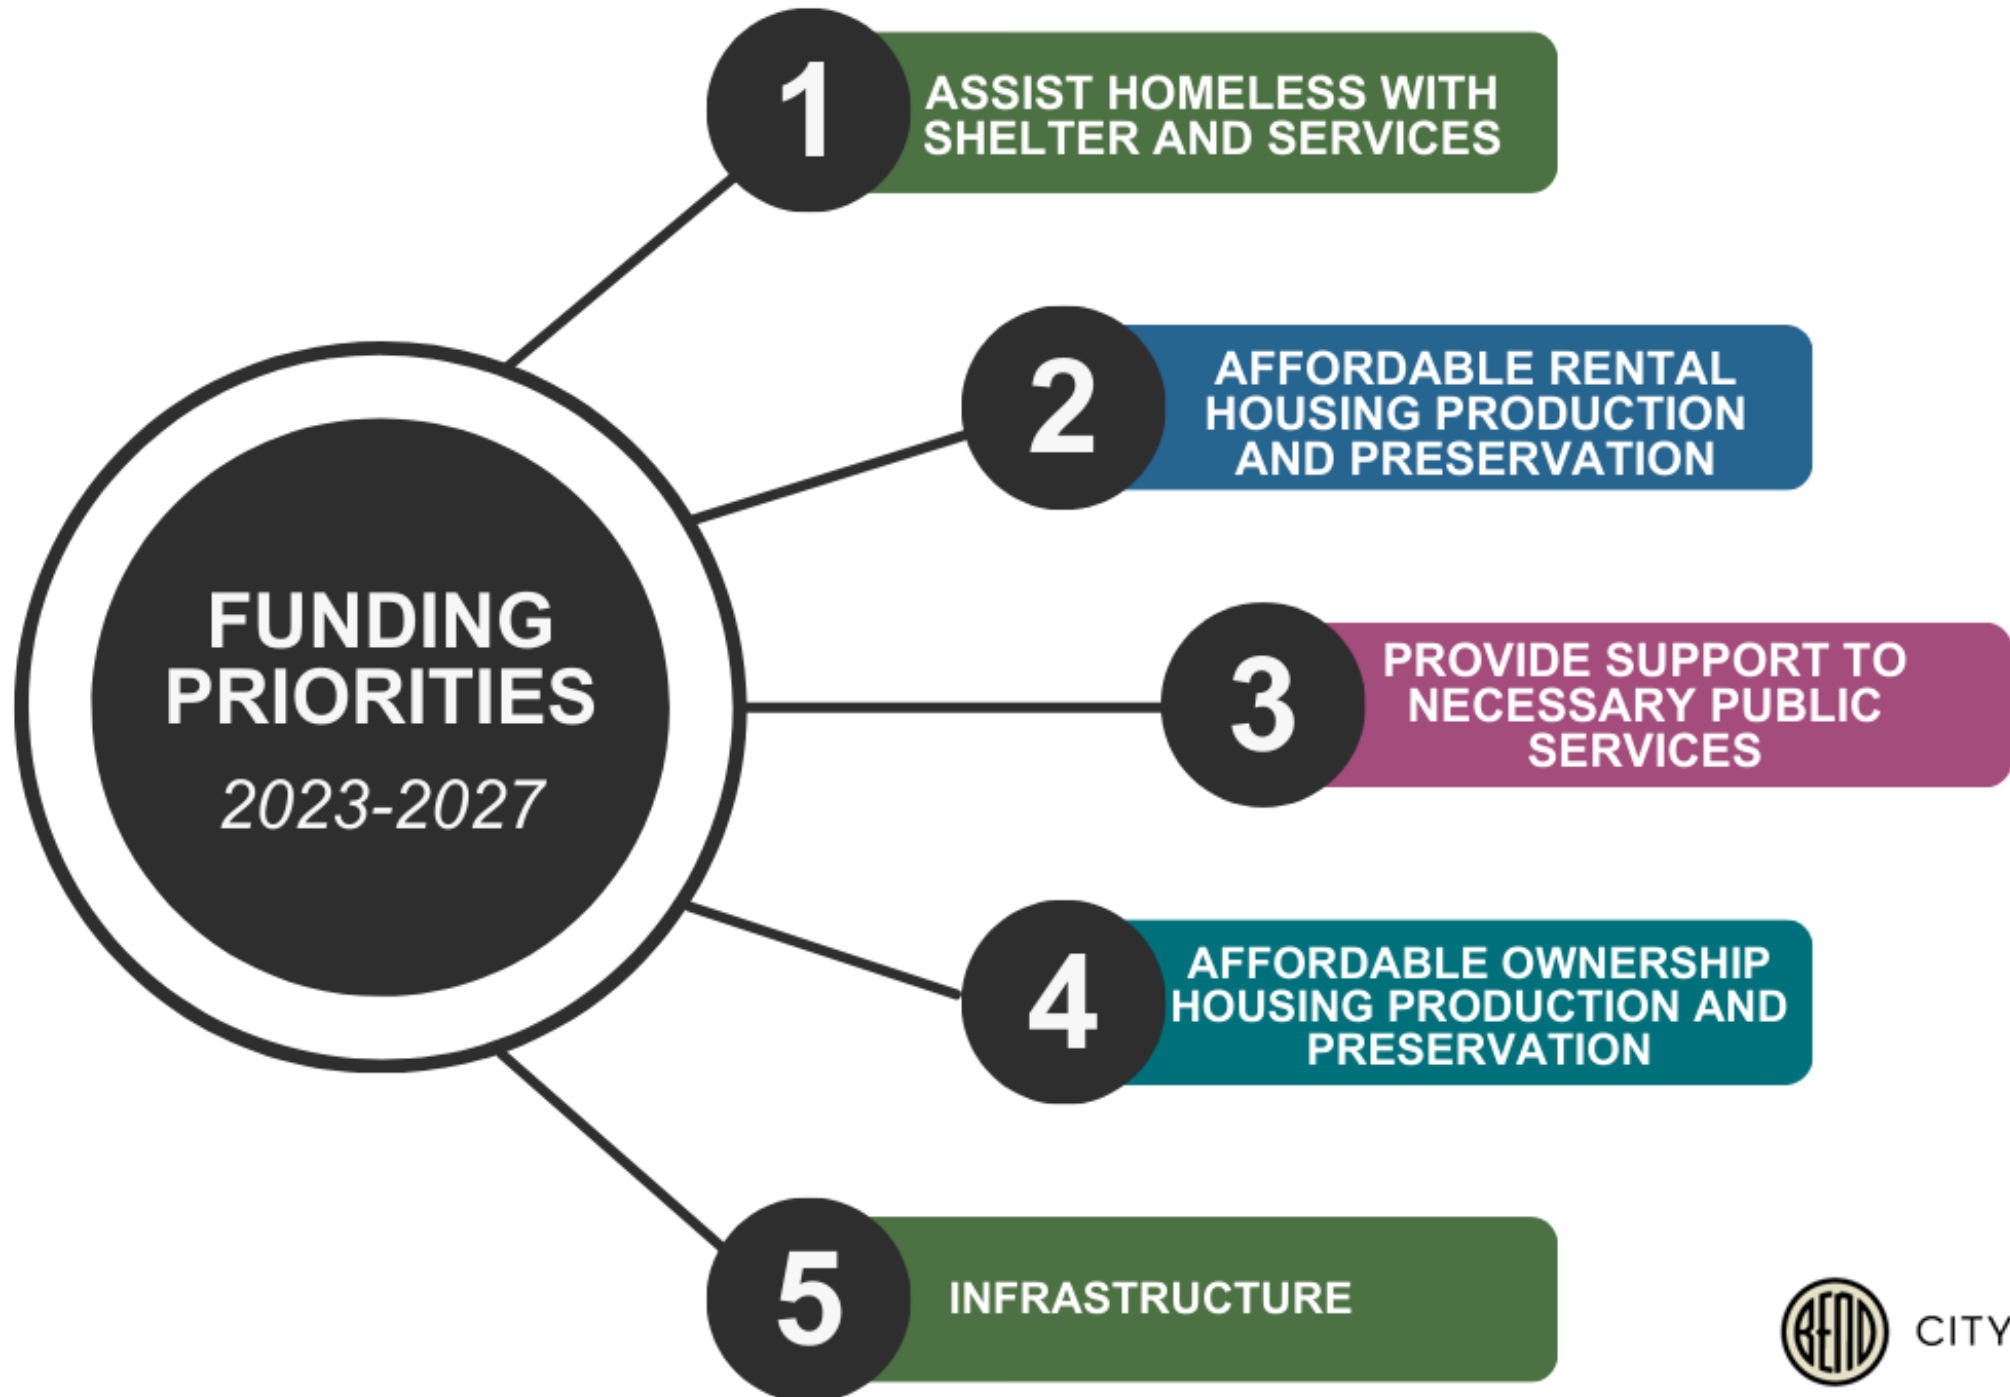 FUNDING
PRIORITIES
2023-2027
1
ASSIST HOMELESS WITH
SHELTER AND SERVICES
2
AFFORDABLE RENTAL
HOUSING PRODUCTION
AND PRESERVATION
3
PROVIDE SUPPORT TO
NECESSARY PUBLIC
SERVICES
4
AFFORDABLE OWNERSHIP
HOUSING PRODUCTION AND
PRESERVATION
5
INFRASTRUCTURE
BEND
CITY